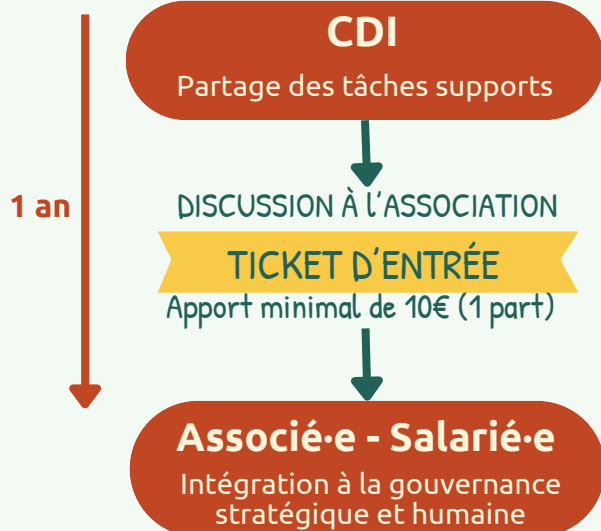 CDI
Partage des tâches supports
1 an
DISCUSSION À l'ASSOCIATION
TICKET D'ENTRÉE
Apport minimal de 10€ (1 part)
Associé·e - Salarié·e
Intégration à la gouvernance
stratégique et humaine